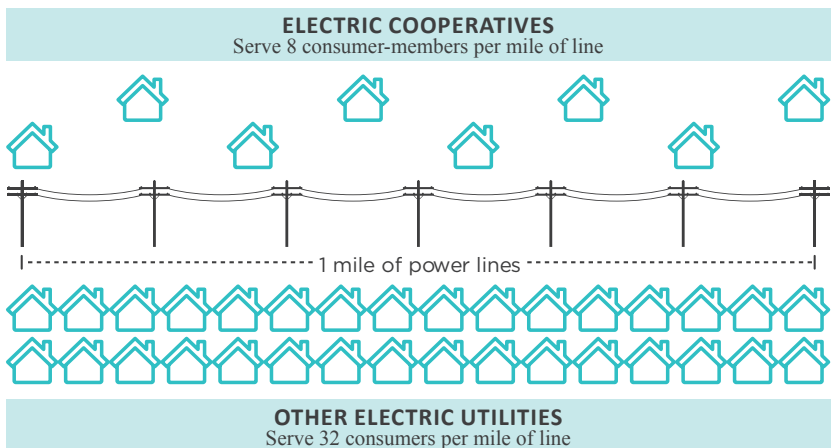 ELECTRIC COOPERATIVES
Serve 8 consumer-members per mile of line
1 mile of power lines
OTHER ELECTRIC UTILITIES
Serve 32 consumers per mile of line